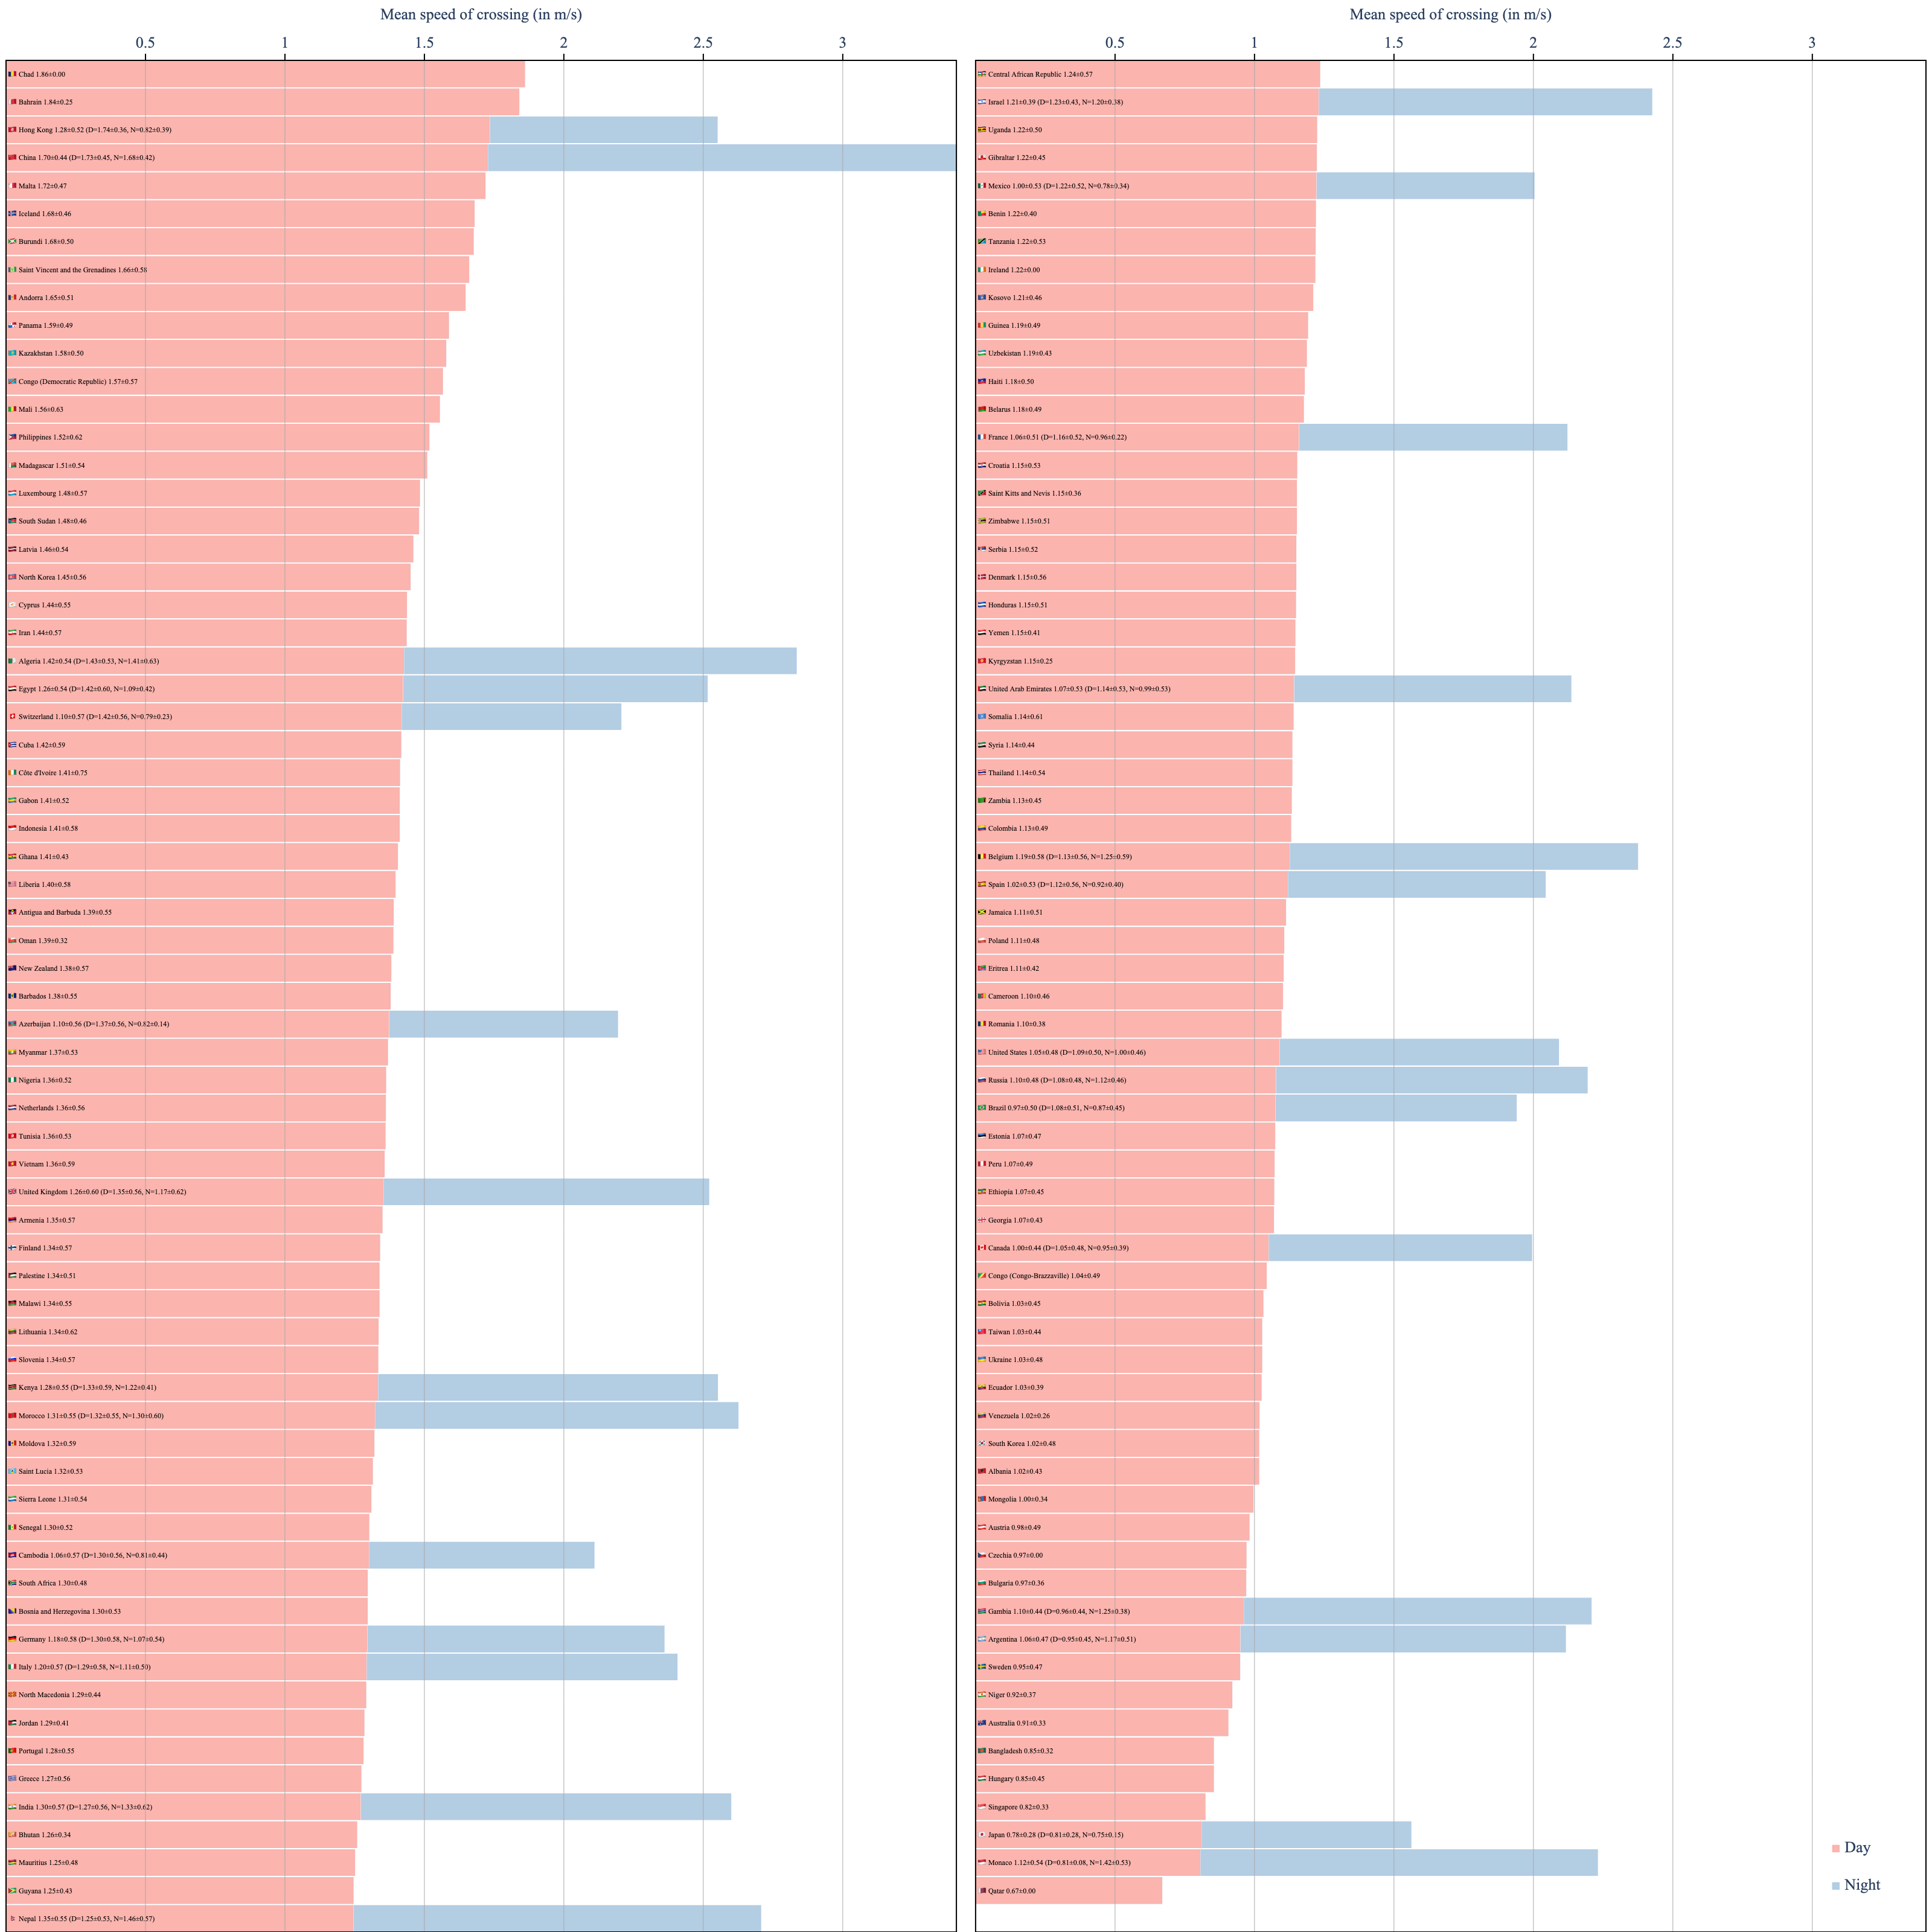 Mean speed of crossing (in m/s)
0.5 1 1.5 2 2.5 3
Chad 1.86±0.00
Bahrain 1.84±0.25
Hong Kong 1.28±0.52 (D=1.74±0.36, N=0.82±0.39)
China 1.70±0.44 (D=1.73±0.45, N=1.68±0.42)
Malta 1.72±0.47
Iceland 1.68±0.46
Burundi 1.68±0.50
Saint Vincent and the Grenadines 1.66±0.58
Andorra 1.65±0.51
Panama 1.59±0.49
Kazakhstan 1.58±0.50
Congo (Democratic Republic) 1.57±0.57
Mali 1.56±0.63
Philippines 1.52±0.62
Madagascar 1.51±0.54
Luxembourg 1.48±0.57
South Sudan 1.48±0.46
Latvia 1.46±0.54
North Korea 1.45±0.56
Cyprus 1.44±0.55
Iran 1.44±0.57
Algeria 1.42±0.54 (D=1.43±0.53, N=1.41±0.63)
Egypt 1.26±0.54 (D=1.42±0.60, N=1.09±0.42)
Switzerland 1.10±0.57 (D=1.42±0.56, N=0.79±0.23)
Cuba 1.42±0.59
Côte d'Ivoire 1.41±0.75
Gabon 1.41±0.52
Indonesia 1.41±0.58
Ghana 1.41±0.43
Liberia 1.40±0.58
Antigua and Barbuda 1.39±0.55
Oman 1.39±0.32
New Zealand 1.38±0.57
Barbados 1.38±0.55
Azerbaijan 1.10±0.56 (D=1.37±0.56, N=0.82±0.14)
Myanmar 1.37±0.53
Nigeria 1.36±0.52
Netherlands 1.36±0.56
Tunisia 1.36±0.53
Vietnam 1.36±0.59
United Kingdom 1.26±0.60 (D=1.35±0.56, N=1.17±0.62)
Armenia 1.35±0.57
Finland 1.34±0.57
Palestine 1.34±0.51
Malawi 1.34±0.55
Lithuania 1.34±0.62
Slovenia 1.34±0.57
Kenya 1.28±0.55 (D=1.33±0.59, N=1.22±0.41)
Morocco 1.31±0.55 (D=1.32±0.55, N=1.30±0.60)
Moldova 1.32±0.59
Saint Lucia 1.32±0.53
Sierra Leone 1.31±0.54
Senegal 1.30±0.52
Cambodia 1.06±0.57 (D=1.30±0.56, N=0.81±0.44)
South Africa 1.30±0.48
Bosnia and Herzegovina 1.30±0.53
Germany 1.18±0.58 (D=1.30±0.58, N=1.07±0.54)
Italy 1.20±0.57 (D=1.29±0.58, N=1.11±0.50)
North Macedonia 1.29±0.44
Jordan 1.29±0.41
Portugal 1.28±0.55
Greece 1.27±0.56
India 1.30±0.57 (D=1.27±0.56, N=1.33±0.62)
Bhutan 1.26±0.34
Mauritius 1.25±0.48
Guyana 1.25±0.43
Nepal 1.35±0.55 (D=1.25±0.53, N=1.46±0.57)
Mean speed of crossing (in m/s)
0.5 1 1.5 2 2.5 3
Central African Republic 1.24±0.57
Israel 1.21±0.39 (D=1.23±0.43, N=1.20±0.38)
Uganda 1.22±0.50
Gibraltar 1.22±0.45
Mexico 1.00±0.53 (D=1.22±0.52, N=0.78±0.34)
Benin 1.22±0.40
Tanzania 1.22±0.53
Ireland 1.22±0.00
Kosovo 1.21±0.46
Guinea 1.19±0.49
Uzbekistan 1.19±0.43
Haiti 1.18±0.50
Belarus 1.18±0.49
France 1.06±0.51 (D=1.16±0.52, N=0.96±0.22)
Croatia 1.15±0.53
Saint Kitts and Nevis 1.15±0.36
Zimbabwe 1.15±0.51
Serbia 1.15±0.52
Denmark 1.15±0.56
Honduras 1.15±0.51
Yemen 1.15±0.41
Kyrgyzstan 1.15±0.25
United Arab Emirates 1.07±0.53 (D=1.14±0.53, N=0.99±0.53)
Somalia 1.14±0.61
Syria 1.14±0.44
Thailand 1.14±0.54
Zambia 1.13±0.45
Colombia 1.13±0.49
Belgium 1.19±0.58 (D=1.13±0.56, N=1.25±0.59)
Spain 1.02±0.53 (D=1.12±0.56, N=0.92±0.40)
Jamaica 1.11±0.51
Poland 1.11±0.48
Eritrea 1.11±0.42
Cameroon 1.10±0.46
Romania 1.10±0.38
United States 1.05±0.48 (D=1.09±0.50, N=1.00±0.46)
Russia 1.10±0.48 (D=1.08±0.48, N=1.12±0.46)
Brazil 0.97±0.50 (D=1.08±0.51, N=0.87±0.45)
Estonia 1.07±0.47
Peru 1.07±0.49
Ethiopia 1.07±0.45
Georgia 1.07±0.43
Canada 1.00±0.44 (D=1.05±0.48, N=0.95±0.39)
Congo (Congo-Brazzaville) 1.04±0.49
Bolivia 1.03±0.45
Taiwan 1.03±0.44
Ukraine 1.03±0.48
Ecuador 1.03±0.39
Venezuela 1.02±0.26
South Korea 1.02±0.48
Albania 1.02±0.43
Mongolia 1.00±0.34
Austria 0.98±0.49
Czechia 0.97±0.00
Bulgaria 0.97±0.36
Gambia 1.10±0.44 (D=0.96±0.44, N=1.25±0.38)
Argentina 1.06±0.47 (D=0.95±0.45, N=1.17±0.51)
Sweden 0.95±0.47
Niger 0.92±0.37
Australia 0.91±0.33
Bangladesh 0.85±0.32
Hungary 0.85±0.45
Singapore 0.82±0.33
Japan 0.78±0.28 (D=0.81±0.28, N=0.75±0.15)
Monaco 1.12±0.54 (D=0.81±0.08, N=1.42±0.53)
Qatar 0.67±0.00
Day
Night